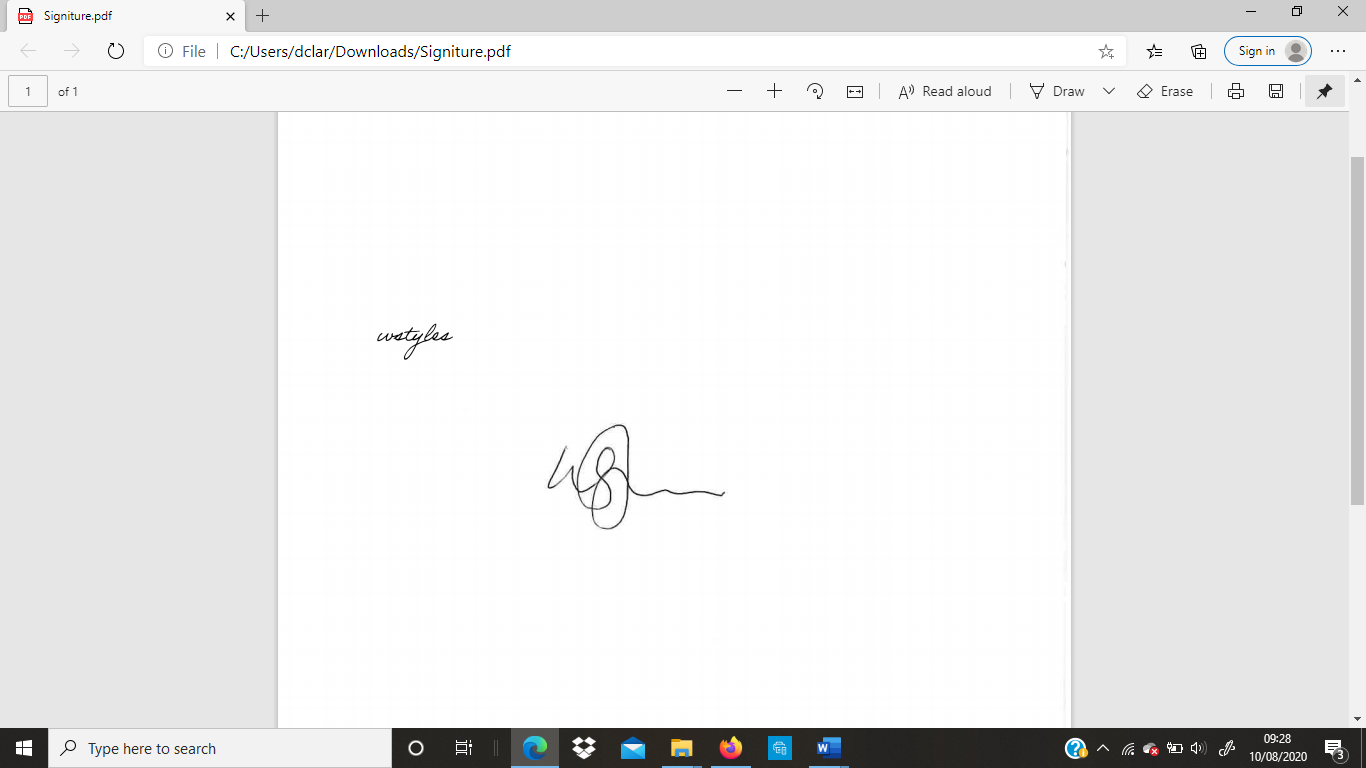 Signiture.pdf
File C:/Users/dclar/Downloads/Signiture.pdf Sign in
1 of 1 Read aloud Draw Erase
wstyles
Type here to search
09:28
10/08/2020
3